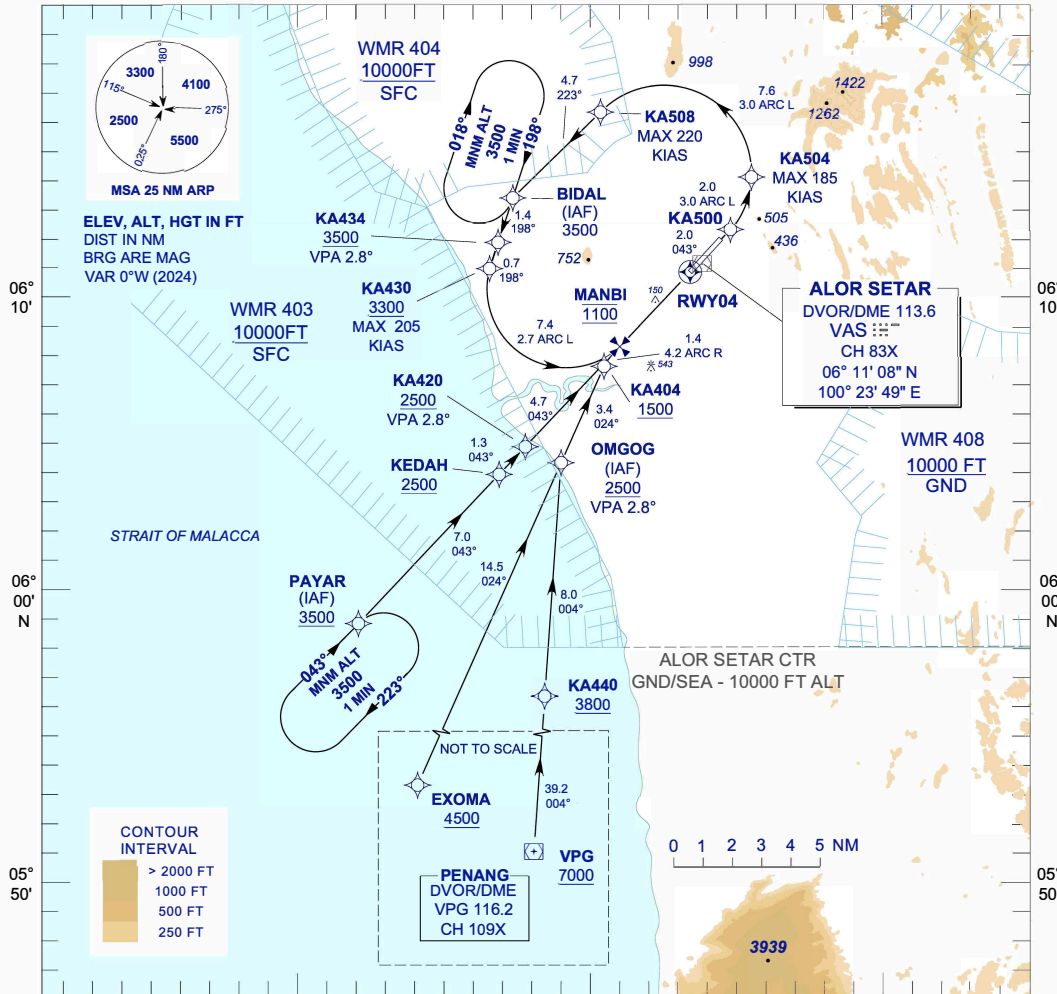 180°
3300
4100
115°
275°
2500
5500
025°
MSA 25 NM ARP
ELEV, ALT, HGT IN FT
DIST IN NM
BRG ARE MAG
VAR 0°W (2024)
WMR 404
10000FT
SFC
018°
MNM ALT
3500
1 MIN
198°
4.7
223°
KA508
MAX 220
KIAS
998
7.6
3.0 ARC L
1422
1262
KA504
MAX 185
KIAS
2.0
3.0 ARC L
KA500
2.0
043°
505
436
BIDAL
(IAF)
3500
1.4
198°
KA434
3500
VPA 2.8°
0.7
198°
752
KA430
3300
MAX 205
KIAS
WMR 403
10000FT
SFC
06°
10'
06°
10'
MANBI
1100
150
RWY04
ALOR SETAR
DVOR/DME 113.6
VAS
CH 83X
06° 11' 08" N
100° 23' 49" E
7.4
2.7 ARC L
1.4
4.2 ARC R
543
KA404
1500
KA420
2500
VPA 2.8°
4.7
043°
3.4
024°
1.3
043°
KEDAH
2500
OMGOG
(IAF)
2500
VPA 2.8°
WMR 408
10000 FT
GND
STRAIT OF MALACCA
7.0
043°
14.5
024°
8.0
004°
PAYAR
(IAF)
3500
06°
00'
N
06°
00'
N
043°
MNM ALT
3500
1 MIN
223°
ALOR SETAR CTR
GND/SEA - 10000 FT ALT
KA440
3800
NOT TO SCALE
EXOMA
4500
39.2
004°
VPG
7000
PENANG
DVOR/DME
VPG 116.2
CH 109X
CONTOUR
INTERVAL
> 2000 FT
1000 FT
500 FT
250 FT
0 1 2 3 4 5 NM
05°
50'
05°
50'
3939